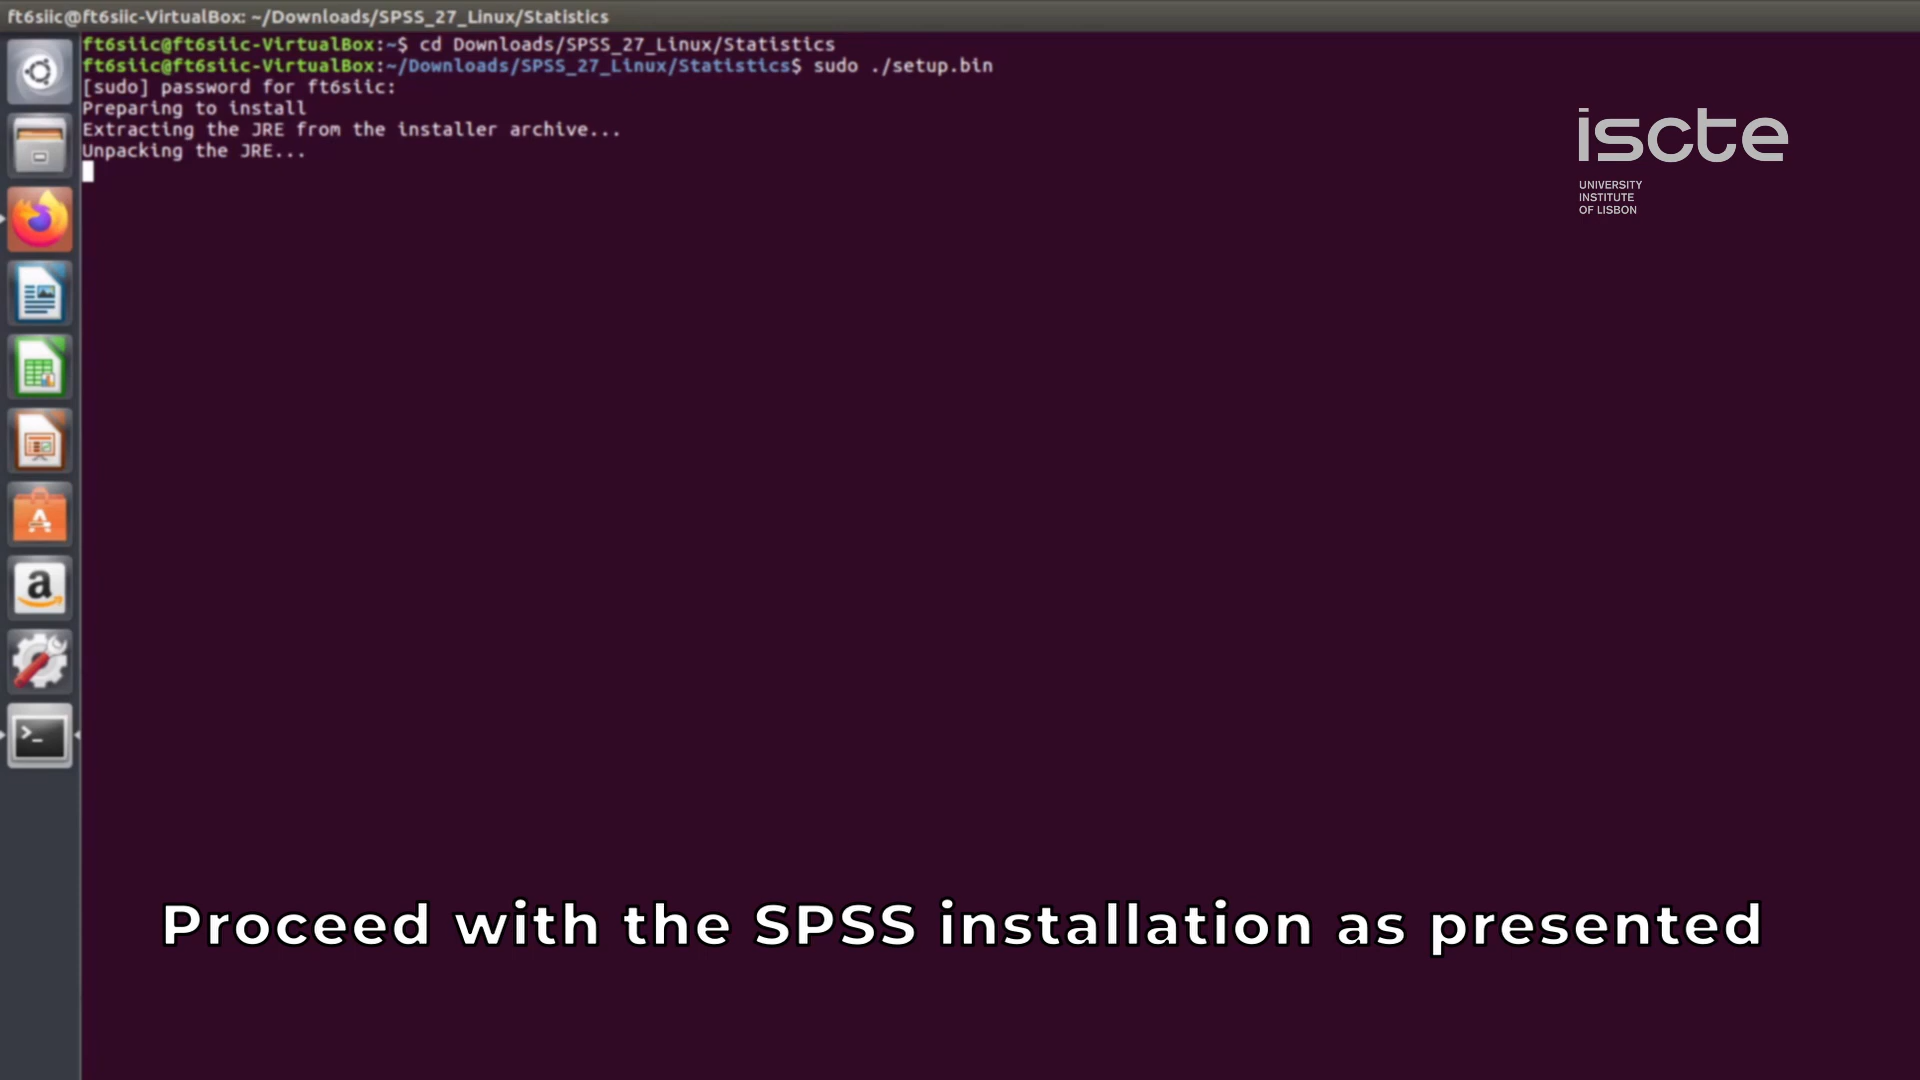 ft6siic@ft6siic-VirtualBox: ~/Downloads/SPSS_27_Linux/Statistics
ft6siic@ft6siic-VirtualBox:~$ cd Downloads/SPSS_27_Linux/Statistics
ft6siic@ft6siic-VirtualBox:~/Downloads/SPSS_27_Linux/Statistics$ sudo ./setup.bin
[sudo] password for ft6siic:
Preparing to install
Extracting the JRE from the installer archive...
Unpacking the JRE...
iscte
UNIVERSITY
INSTITUTE
OF LISBON
a
>_
Proceed with the SPSS installation as presented